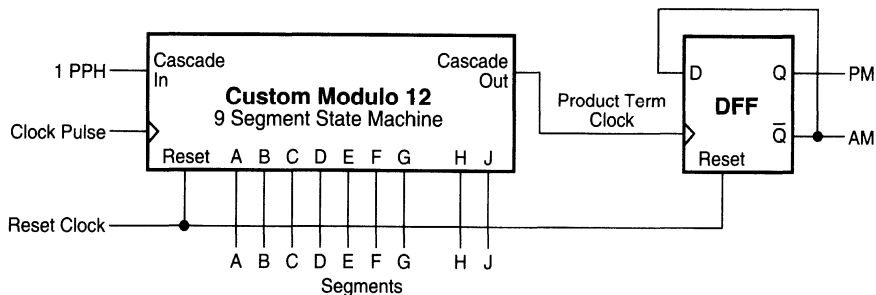 1 PPH
Clock Pulse
Reset Clock
Cascade In
Cascade Out
Custom Modulo 12
9 Segment State Machine
Reset A B C D E F G H J
A B C D E F G H J
Segments
Product Term Clock
D Q
DFF
Q
Reset
PM
AM